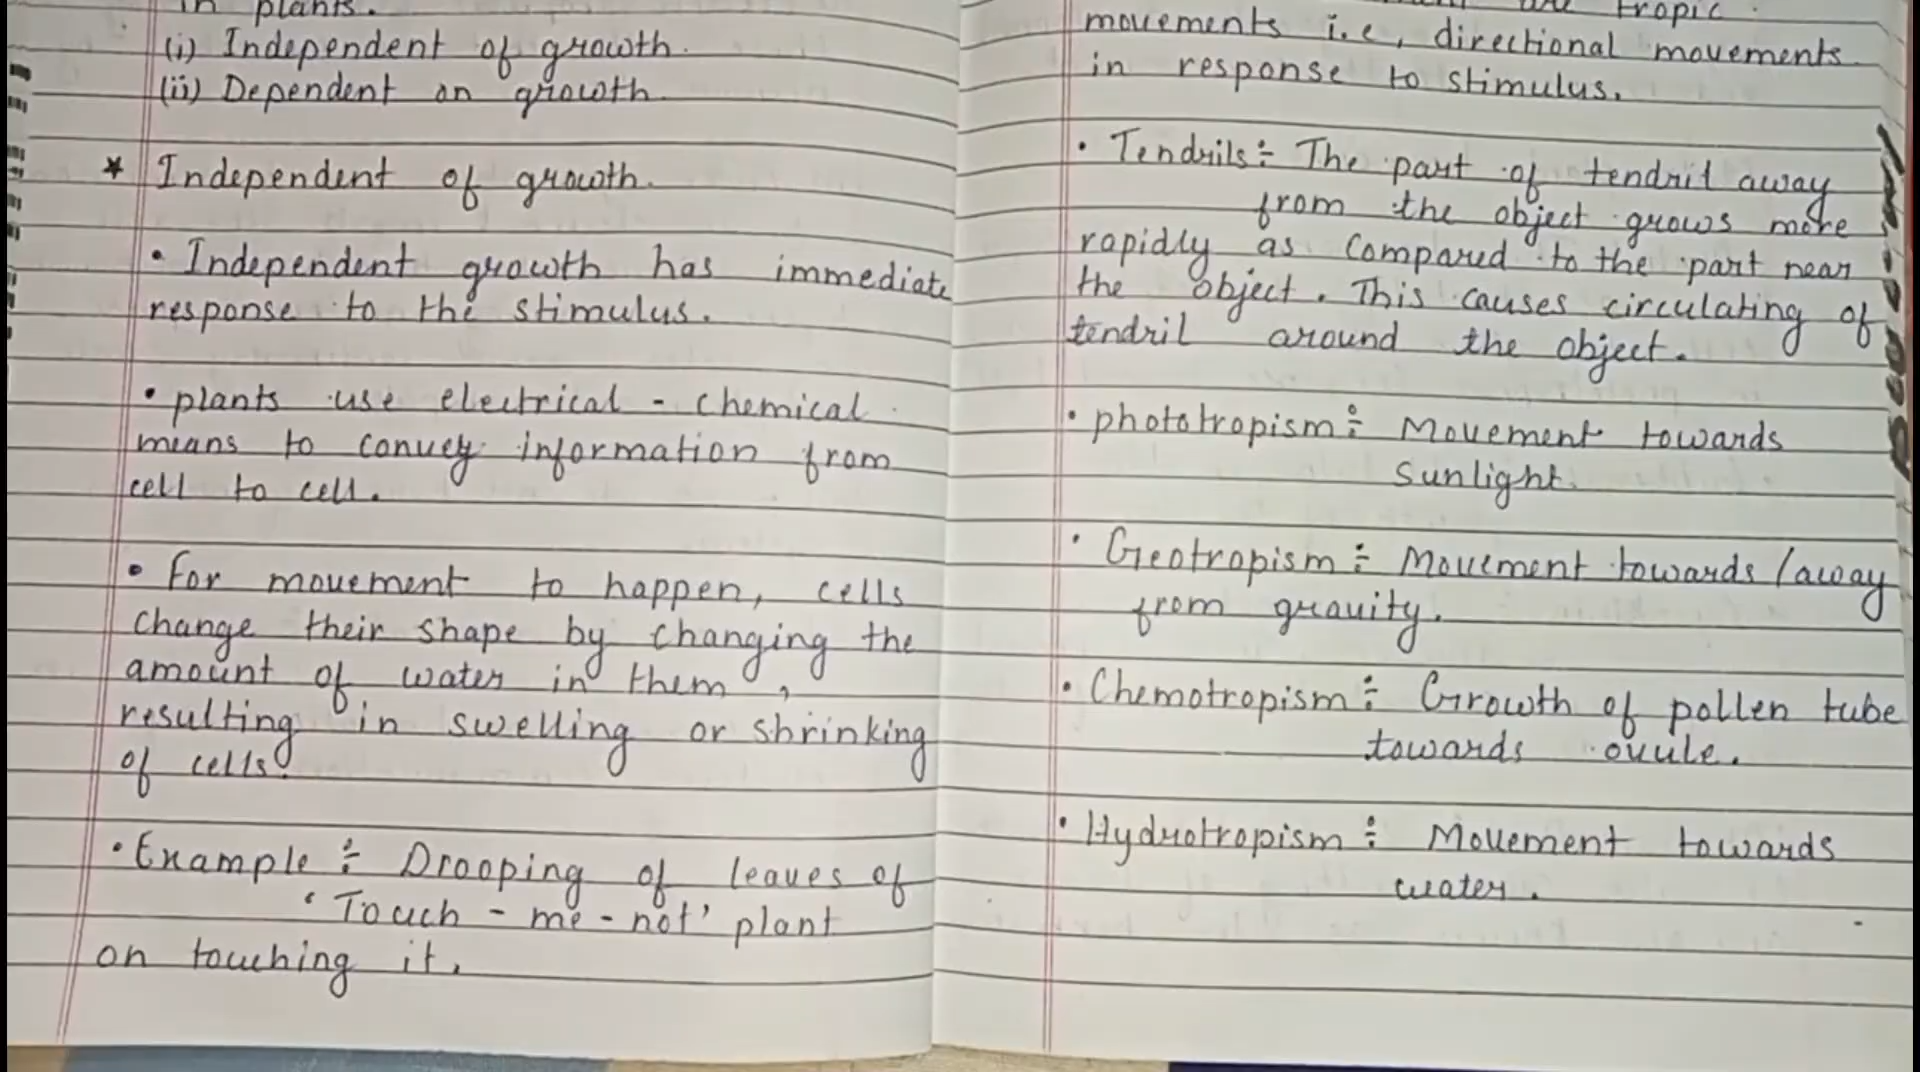 in plants.
(i) Independent of growth.
(ii) Dependent on growth.
* Independent of growth.
• Independent growth has immediate
response to the stimulus.
• plants use electrical - chemical
means to convey information from
cell to cell.
• For movement to happen, cells
change their shape by changing the
amount of water in them,
resulting in swelling or shrinking
of cells.
• Example ÷ Drooping of leaves of
'Touch - me - not' plant
on touching it.
are tropic
movements i.e, directional movements
in response to stimulus.
• Tendrils ÷ The part of tendril away
from the object grows more
rapidly as compared to the part near
the object. This causes circulating of
tendril around the object.
• phototropism ÷ Movement towards
sunlight.
• Geotropism ÷ Movement towards/away
from gravity.
• Chemotropism ÷ Growth of pollen tube
towards ovule.
• Hydrotropism ÷ Movement towards
water.